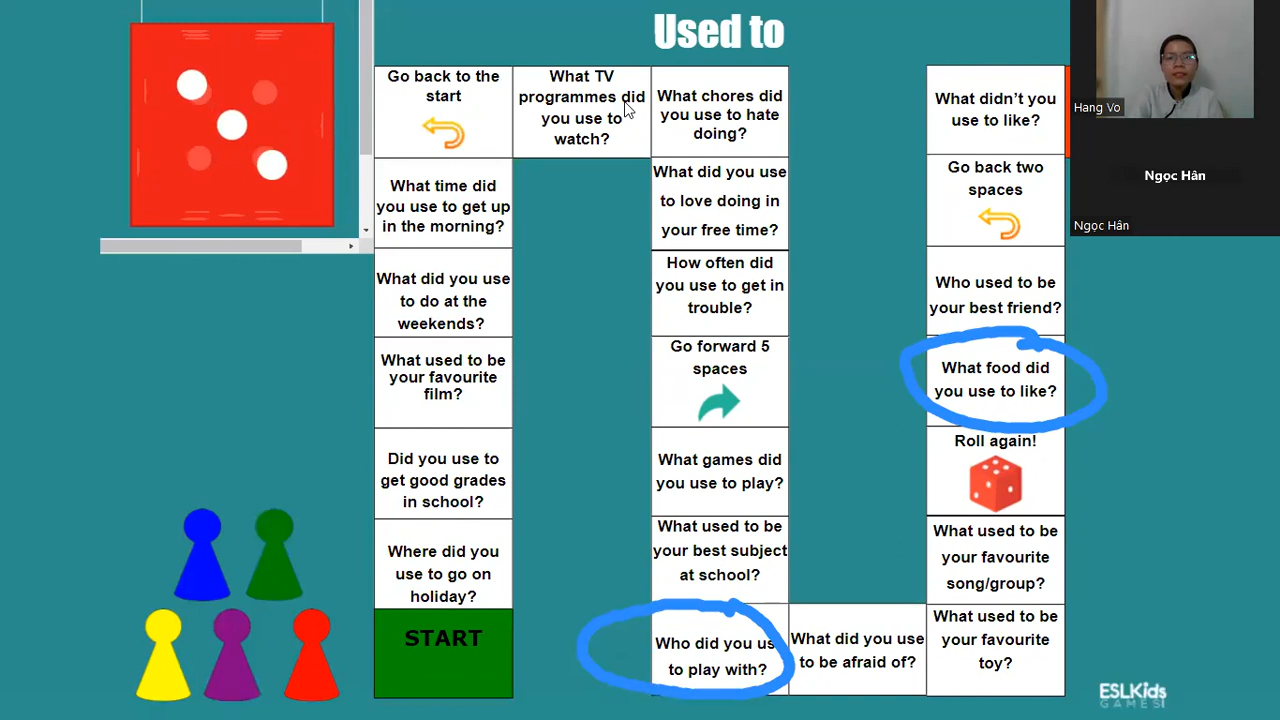 Used to
Go back to the
start
What TV
programmes did
you use to
watch?
What chores did
you use to hate
doing?
What didn't you
use to like?
What time did
you use to get up
in the morning?
What did you use
to love doing in
your free time?
Go back two
spaces
What did you use
to do at the
weekends?
How often did
you use to get in
trouble?
Who used to be
your best friend?
What used to be
your favourite
film?
Go forward 5
spaces
What food did
you use to like?
Did you use to
get good grades
in school?
What games did
you use to play?
Roll again!
Where did you
use to go on
holiday?
What used to be
your best subject
at school?
What used to be
your favourite
song/group?
START
Who did you us
to play with?
What did you use
to be afraid of?
What used to be
your favourite
toy?
Hang Vo
Ngọc Hân
Ngọc Hân
ESLKids
GAMES